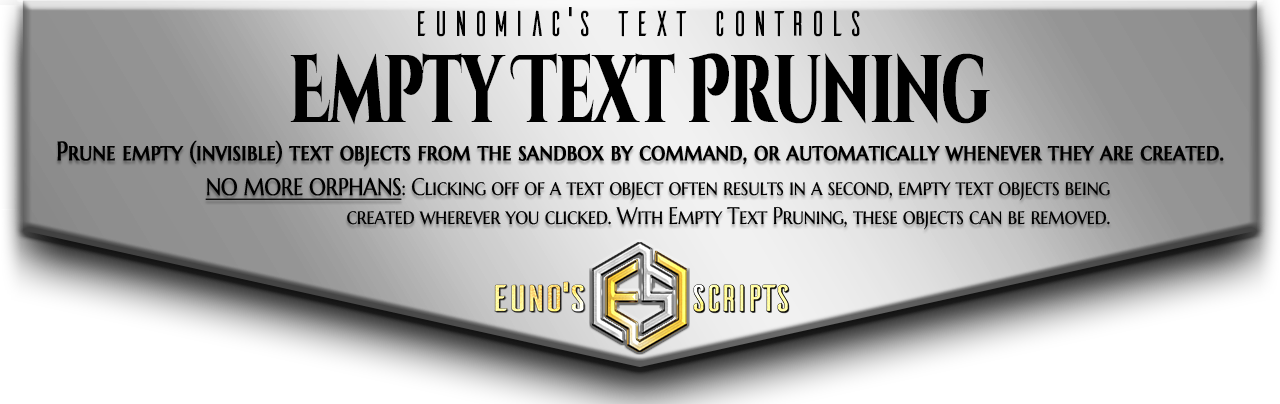 EUNOMIAC'S TEXT CONTROLS
EMPTY TEXT PRUNING
PRUNE EMPTY (INVISIBLE) TEXT OBJECTS FROM THE SANDBOX BY COMMAND, OR AUTOMATICALLY WHENEVER THEY ARE CREATED.
NO MORE ORPHANS: CLICKING OFF OF A TEXT OBJECT OFTEN RESULTS IN A SECOND, EMPTY TEXT OBJECTS BEING
CREATED WHEREVER YOU CLICKED. WITH EMPTY TEXT PRUNING, THESE OBJECTS CAN BE REMOVED.
EUNO'S ES SCRIPTS